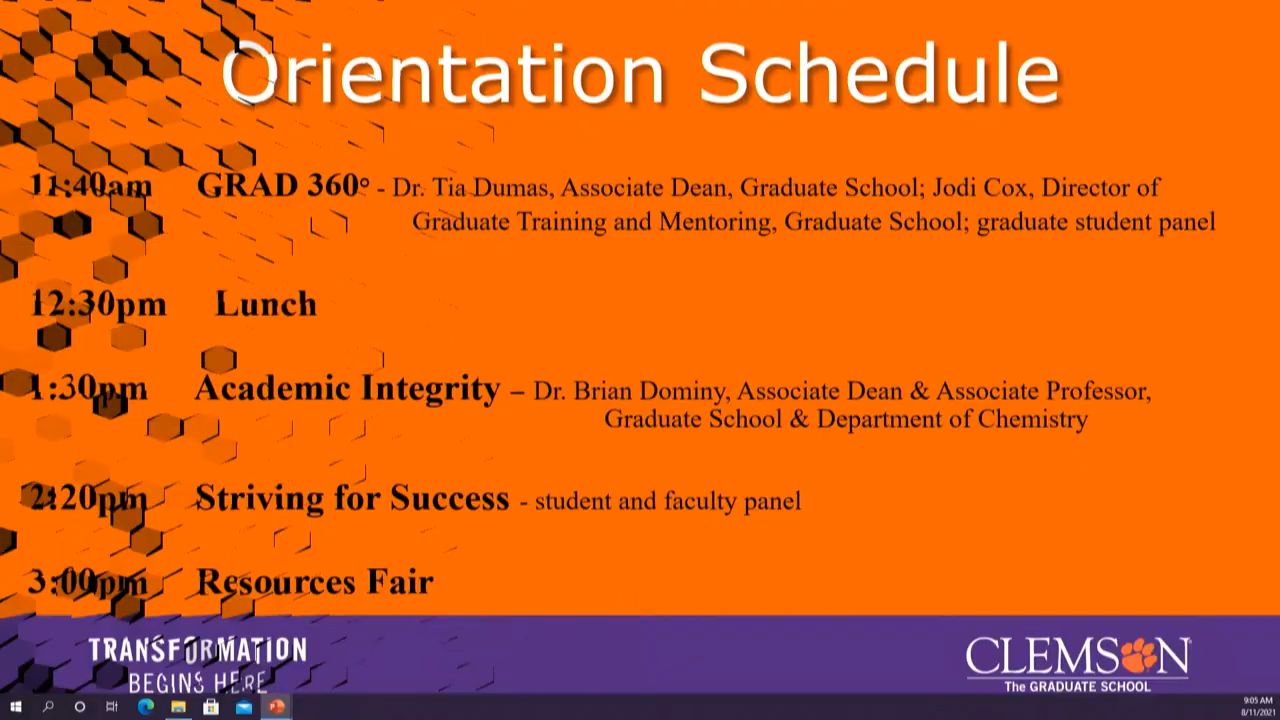 Orientation Schedule
11:40am GRAD 360° - Dr. Tia Dumas, Associate Dean, Graduate School; Jodi Cox, Director of
Graduate Training and Mentoring, Graduate School; graduate student panel
12:30pm Lunch
1:30pm Academic Integrity – Dr. Brian Dominy, Associate Dean & Associate Professor,
Graduate School & Department of Chemistry
2:20pm Striving for Success - student and faculty panel
3:00pm Resources Fair
TRANSFORMATION
BEGINS HERE
CLEMSON
The GRADUATE SCHOOL
9:05 AM
8/11/2021